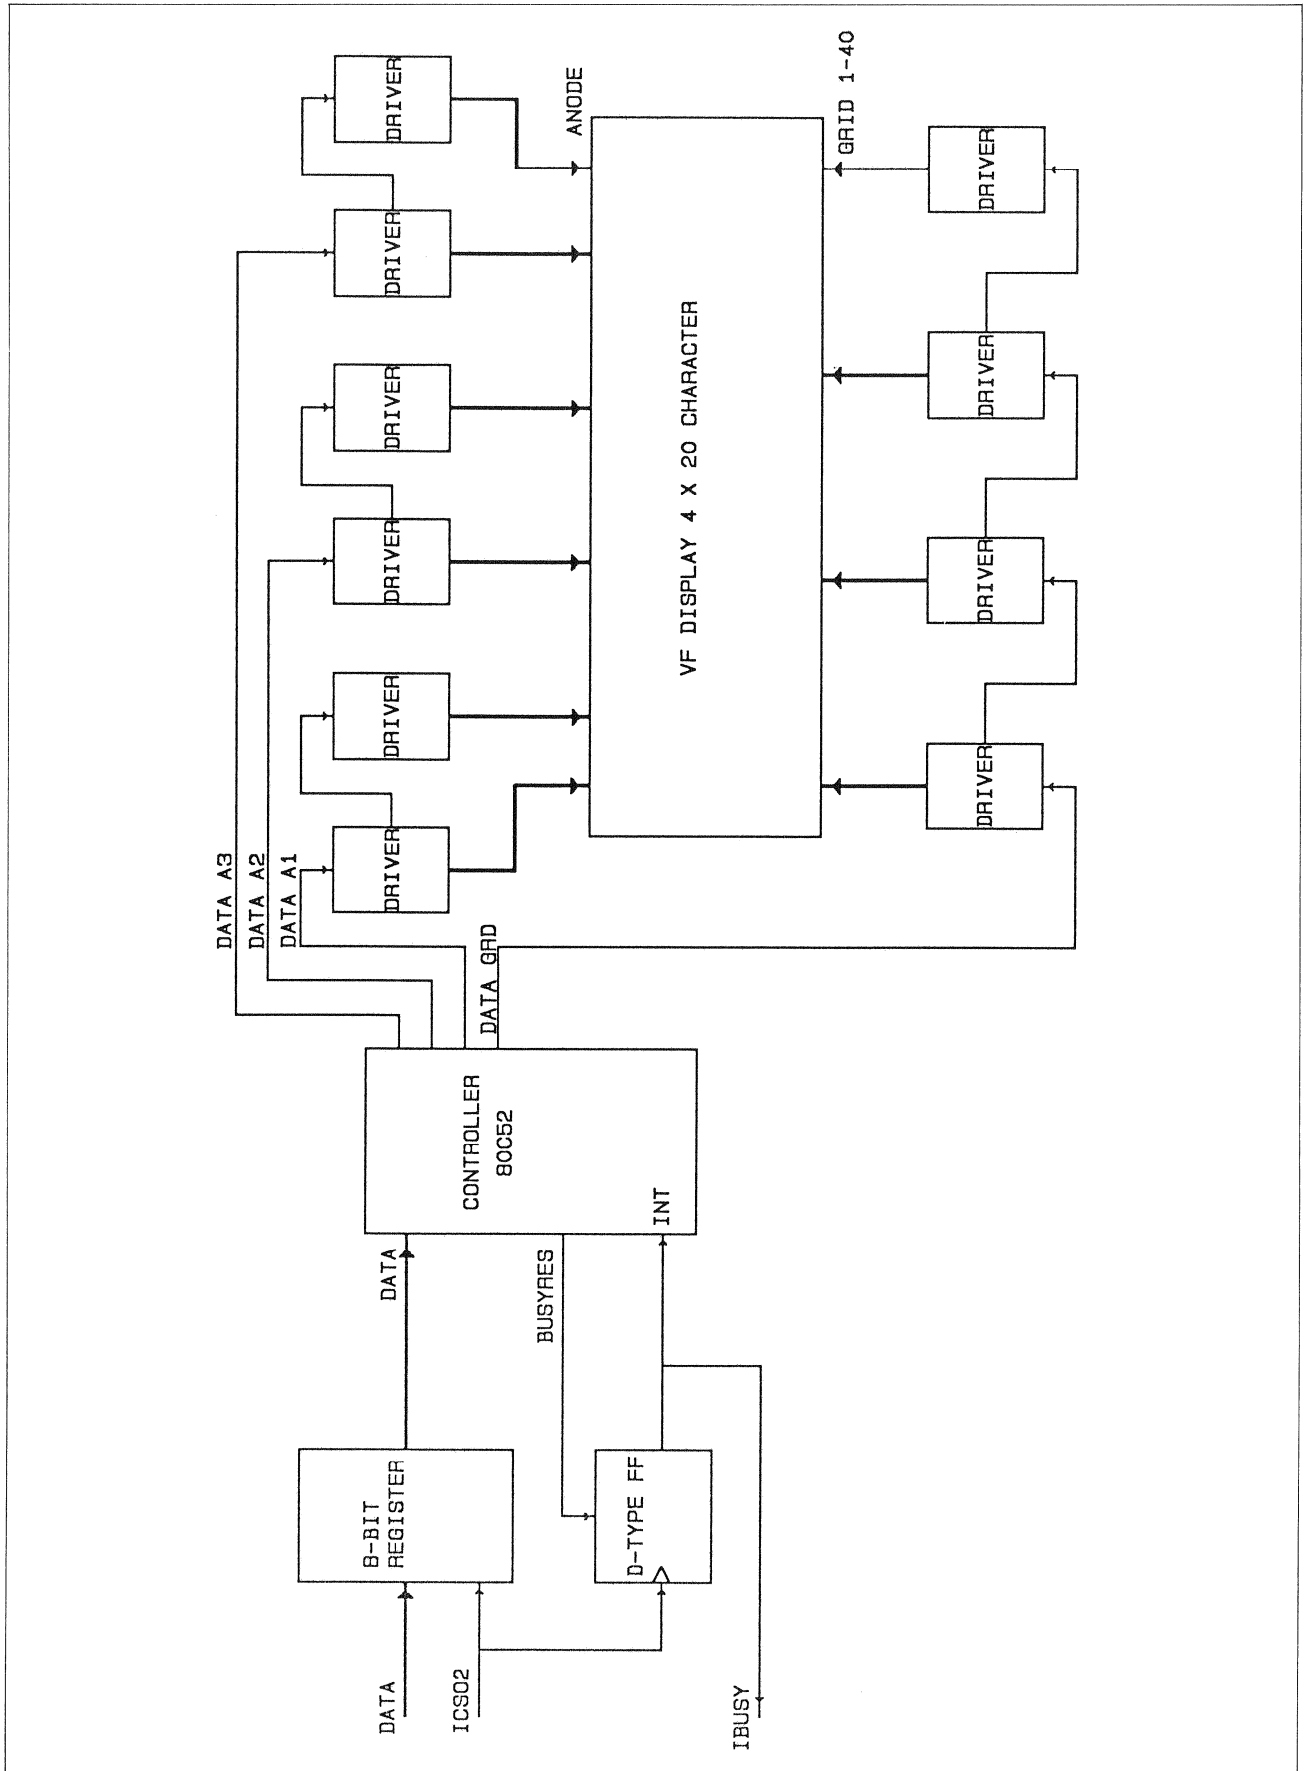 DATA
ICS02
IBUSY
8-BIT
REGISTER
D-TYPE FF
DATA
BUSYRES
CONTROLLER
80C52
INT
DATA A3
DATA A2
DATA A1
DATA GRD
DRIVER
DRIVER
DRIVER
DRIVER
DRIVER
DRIVER
ANODE
VF DISPLAY 4 X 20 CHARACTER
GRID 1-40
DRIVER
DRIVER
DRIVER
DRIVER